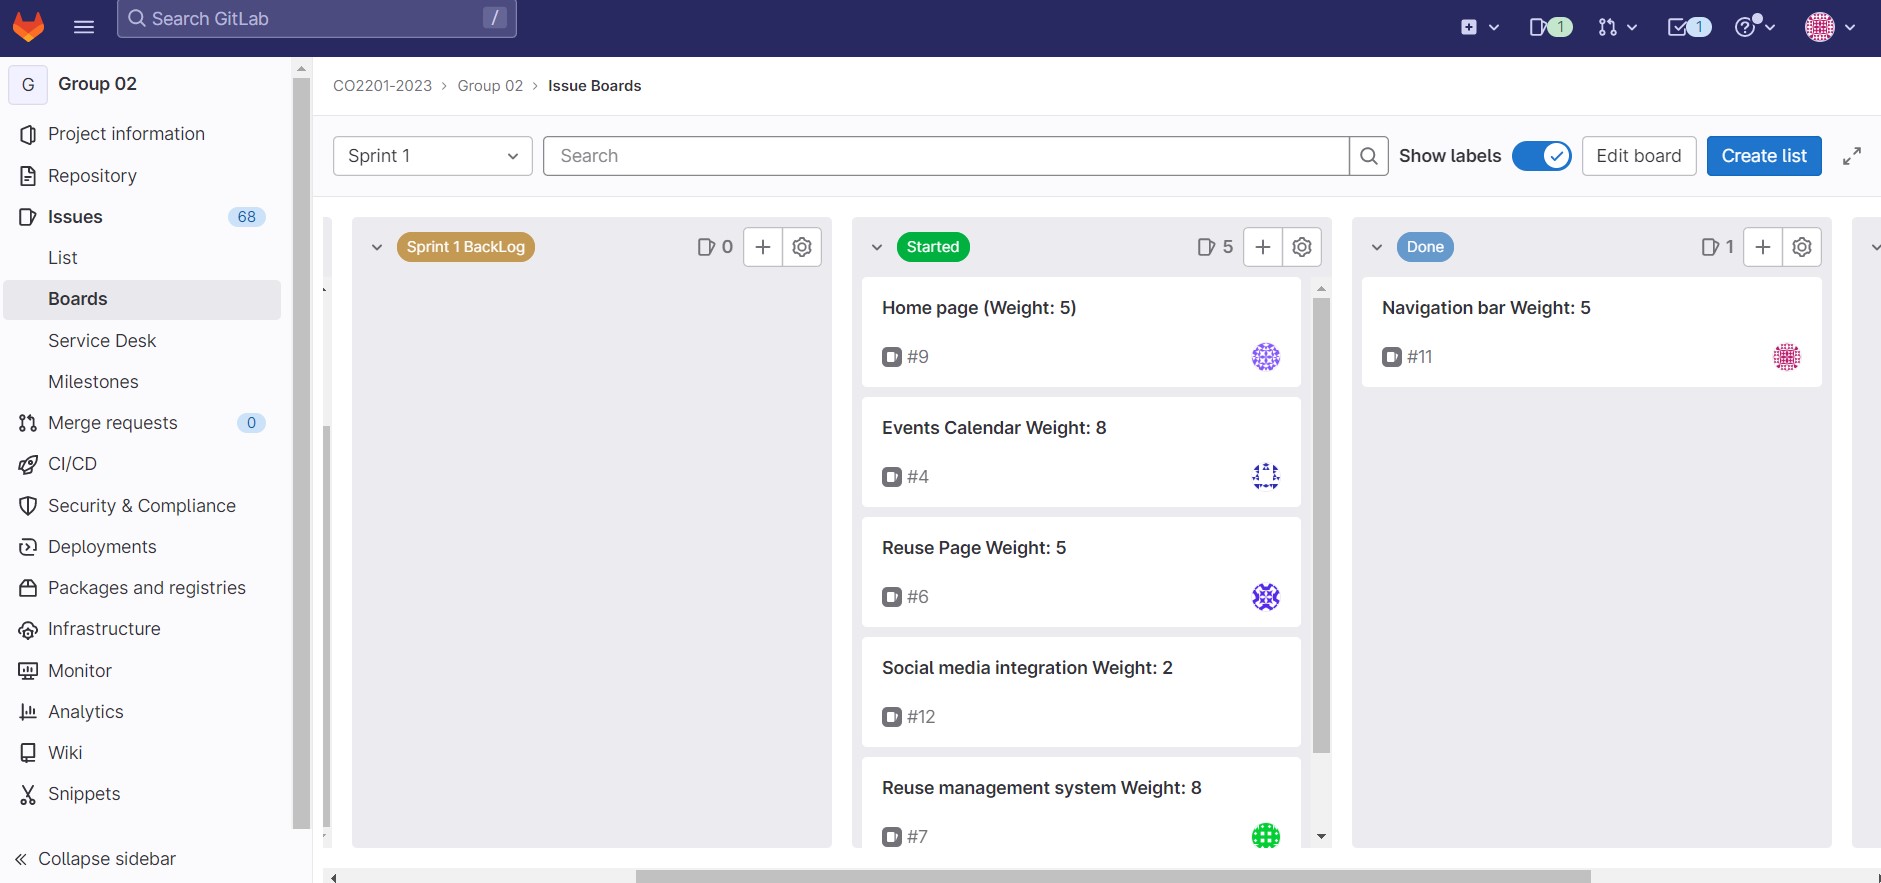 Search GitLab /
1
1
G Group 02
Project information
Repository
Issues 68
List
Boards
Service Desk
Milestones
Merge requests 0
CI/CD
Security & Compliance
Deployments
Packages and registries
Infrastructure
Monitor
Analytics
Wiki
Snippets
Collapse sidebar
CO2201-2023 › Group 02 › Issue Boards
Sprint 1
Search
Show labels
Edit board
Create list
Sprint 1 BackLog 0
Started 5
Home page (Weight: 5)
#9
Events Calendar Weight: 8
#4
Reuse Page Weight: 5
#6
Social media integration Weight: 2
#12
Reuse management system Weight: 8
#7
Done 1
Navigation bar Weight: 5
#11